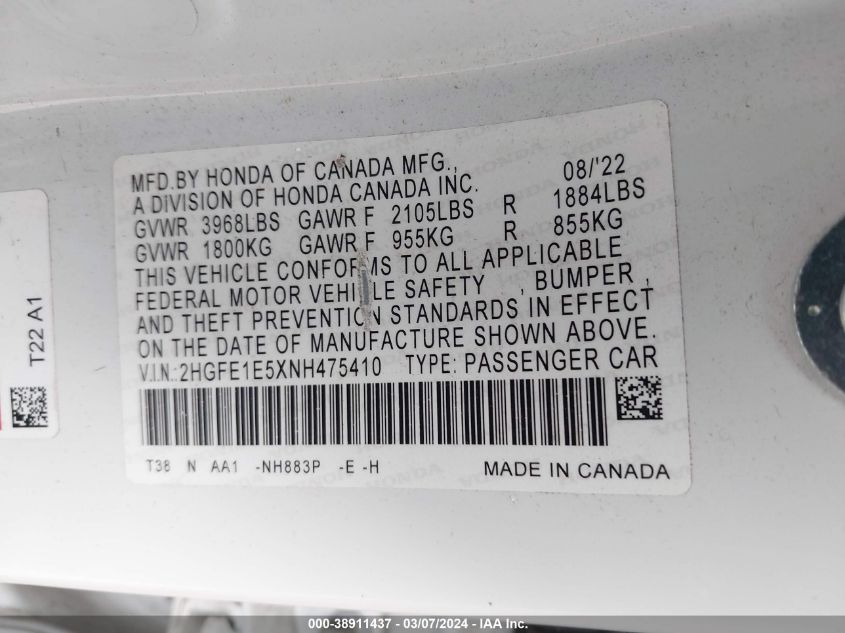 MFD.BY HONDA OF CANADA MFG., 08/'22
A DIVISION OF HONDA CANADA INC.
GVWR 3968LBS GAWR F 2105LBS R 1884LBS
GVWR 1800KG GAWR F 955KG R 855KG
THIS VEHICLE CONFORMS TO ALL APPLICABLE
FEDERAL MOTOR VEHICLE SAFETY , BUMPER ,
AND THEFT PREVENTION STANDARDS IN EFFECT
ON THE DATE OF MANUFACTURE SHOWN ABOVE.
V.I.N.:2HGFE1E5XNH475410 TYPE: PASSENGER CAR
T38 N AA1 -NH883P -E -H MADE IN CANADA
T22 A1
000-38911437 - 03/07/2024 - IAA Inc.